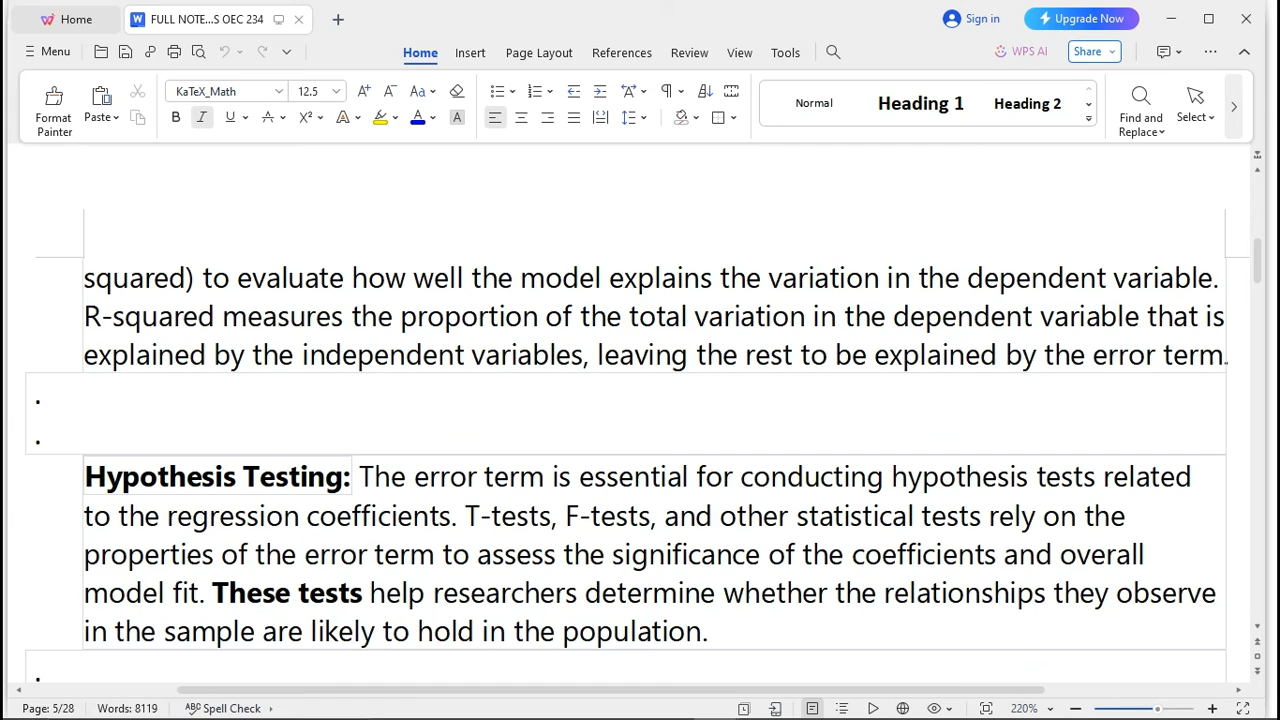 Home
FULL NOTE...S OEC 234
Sign in
Upgrade Now
Menu
Home Insert Page Layout References Review View Tools
WPS AI
Share
Format Painter
Paste
KaTeX_Math
12.5
Normal
Heading 1
Heading 2
Find and Replace
Select
squared) to evaluate how well the model explains the variation in the dependent variable.
R-squared measures the proportion of the total variation in the dependent variable that is
explained by the independent variables, leaving the rest to be explained by the error term.
.
.
Hypothesis Testing: The error term is essential for conducting hypothesis tests related
to the regression coefficients. T-tests, F-tests, and other statistical tests rely on the
properties of the error term to assess the significance of the coefficients and overall
model fit. These tests help researchers determine whether the relationships they observe
in the sample are likely to hold in the population.
.
Page: 5/28 Words: 8119 Spell Check 220%